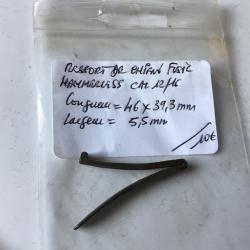 RESSORT DE CHIEN FUSIL
HAMMERLESS CAL 12/16
Longueur = 46 x 39,3 mm
Largeur = 5,5 mm
10€